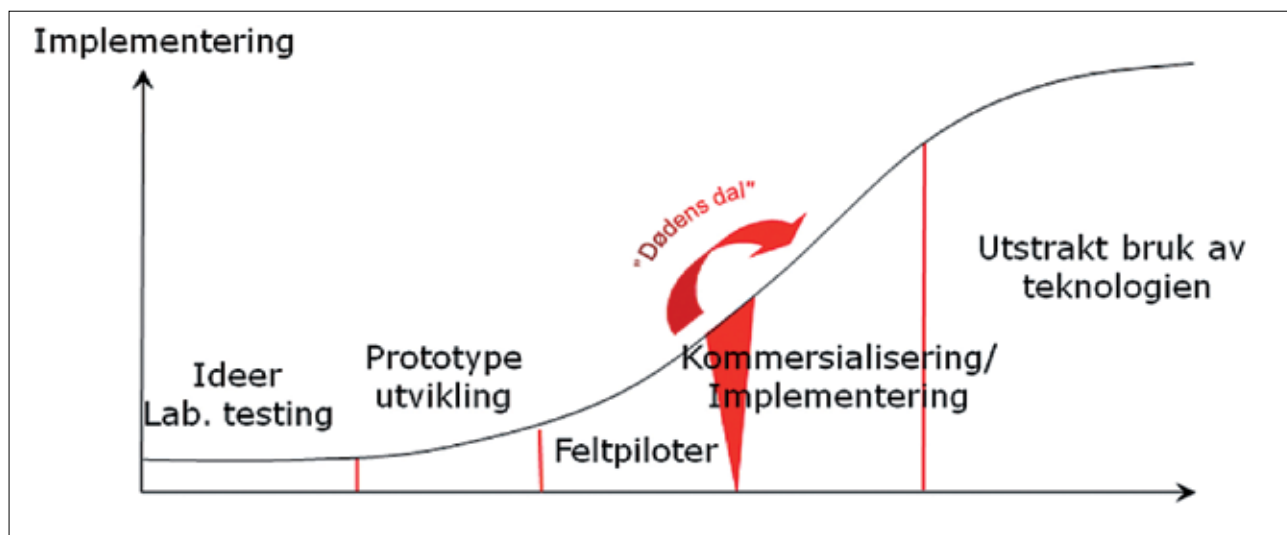 Implementering
"Dødens dal"
Ideer
Lab. testing
Prototype
utvikling
Feltpiloter
Kommersialisering/
Implementering
Utstrakt bruk av
teknologien